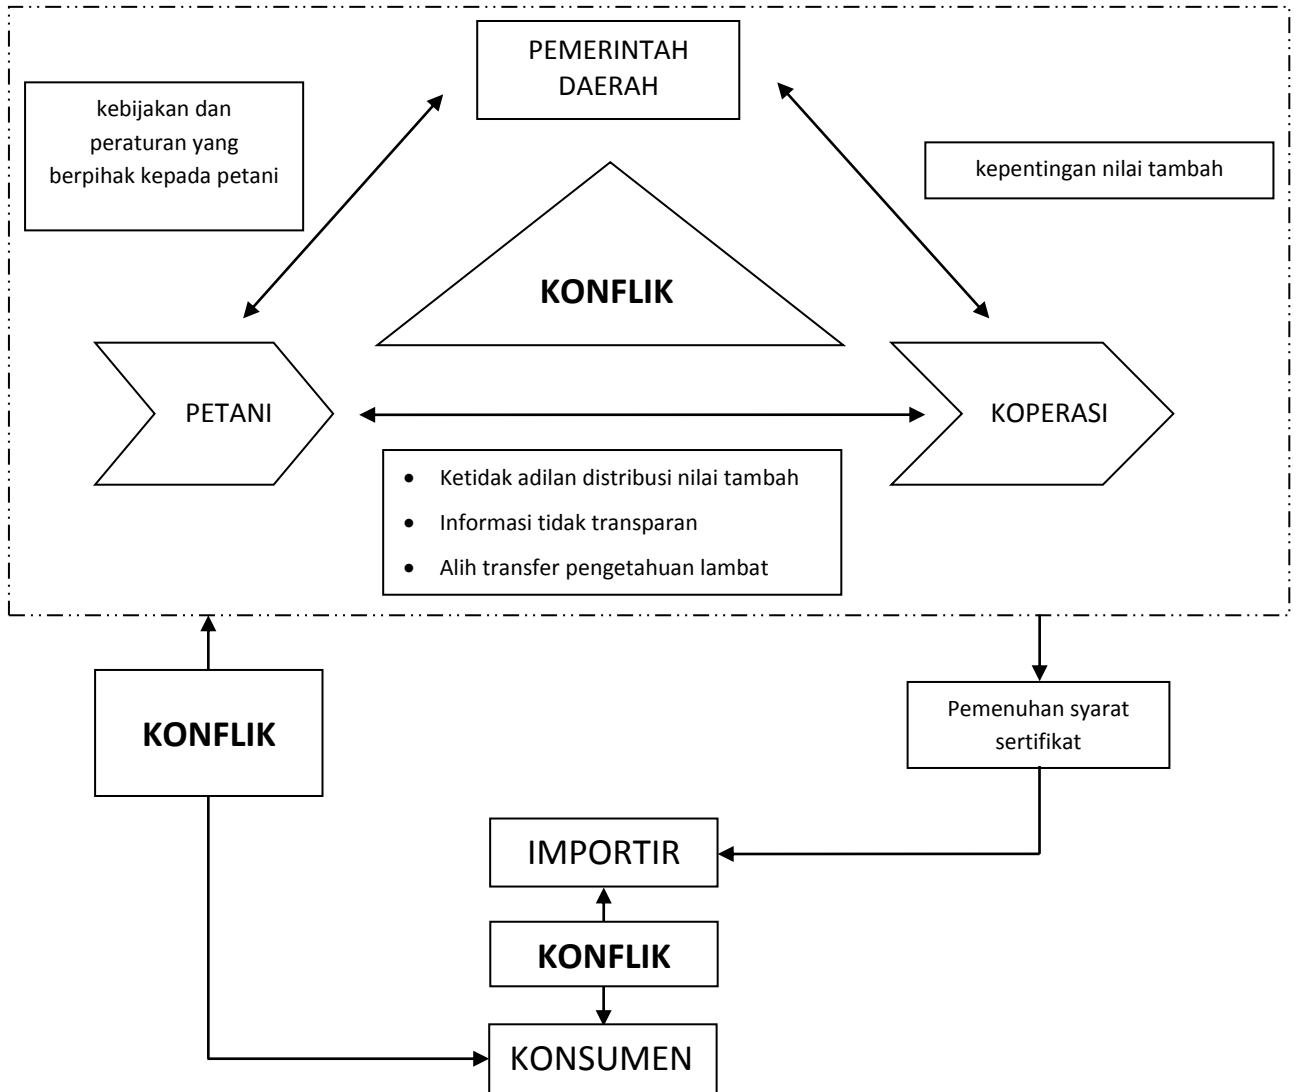 PEMERINTAH
DAERAH
kebijakan dan
peraturan yang
berpihak kepada petani
kepentingan nilai tambah
KONFLIK
PETANI
KOPERASI
• Ketidak adilan distribusi nilai tambah
• Informasi tidak transparan
• Alih transfer pengetahuan lambat
KONFLIK
Pemenuhan syarat
sertifikat
IMPORTIR
KONFLIK
KONSUMEN